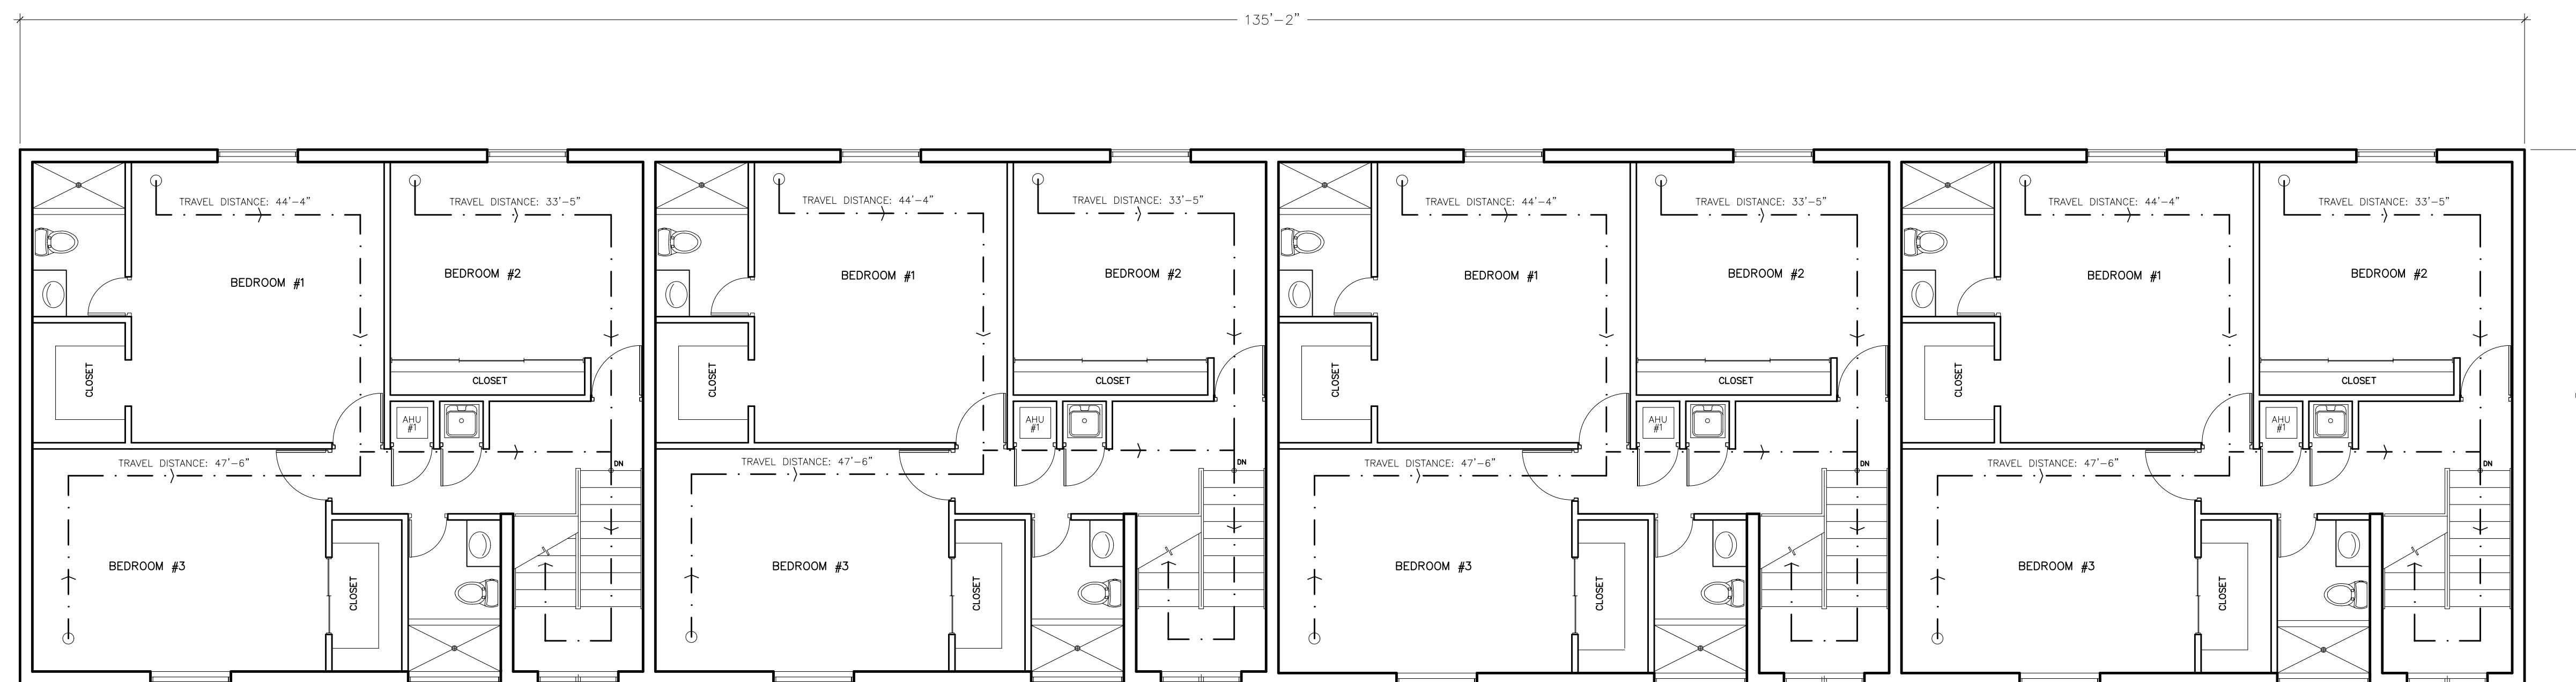 135'-2"
TRAVEL DISTANCE: 44'-4"
TRAVEL DISTANCE: 33'-5"
TRAVEL DISTANCE: 44'-4"
TRAVEL DISTANCE: 33'-5"
TRAVEL DISTANCE: 44'-4"
TRAVEL DISTANCE: 33'-5"
TRAVEL DISTANCE: 44'-4"
TRAVEL DISTANCE: 33'-5"
BEDROOM #1
BEDROOM #2
BEDROOM #1
BEDROOM #2
BEDROOM #1
BEDROOM #2
BEDROOM #1
BEDROOM #2
CLOSET
CLOSET
CLOSET
CLOSET
CLOSET
CLOSET
CLOSET
CLOSET
AHU
#1
AHU
#1
AHU
#1
AHU
#1
TRAVEL DISTANCE: 47'-6"
DN
TRAVEL DISTANCE: 47'-6"
DN
TRAVEL DISTANCE: 47'-6"
DN
TRAVEL DISTANCE: 47'-6"
DN
BEDROOM #3
CLOSET
BEDROOM #3
CLOSET
BEDROOM #3
CLOSET
BEDROOM #3
CLOSET